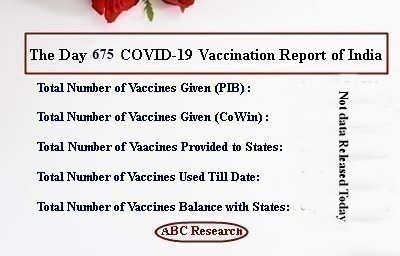 The Day 675 COVID-19 Vaccination Report of India
Total Number of Vaccines Given (PIB) :
Total Number of Vaccines Given (CoWin) :
Total Number of Vaacines Provided to States:
Total Number of Vaccines Used Till Date:
Total Number of Vaccines Balance with States:
Not data Released Today
ABC Research